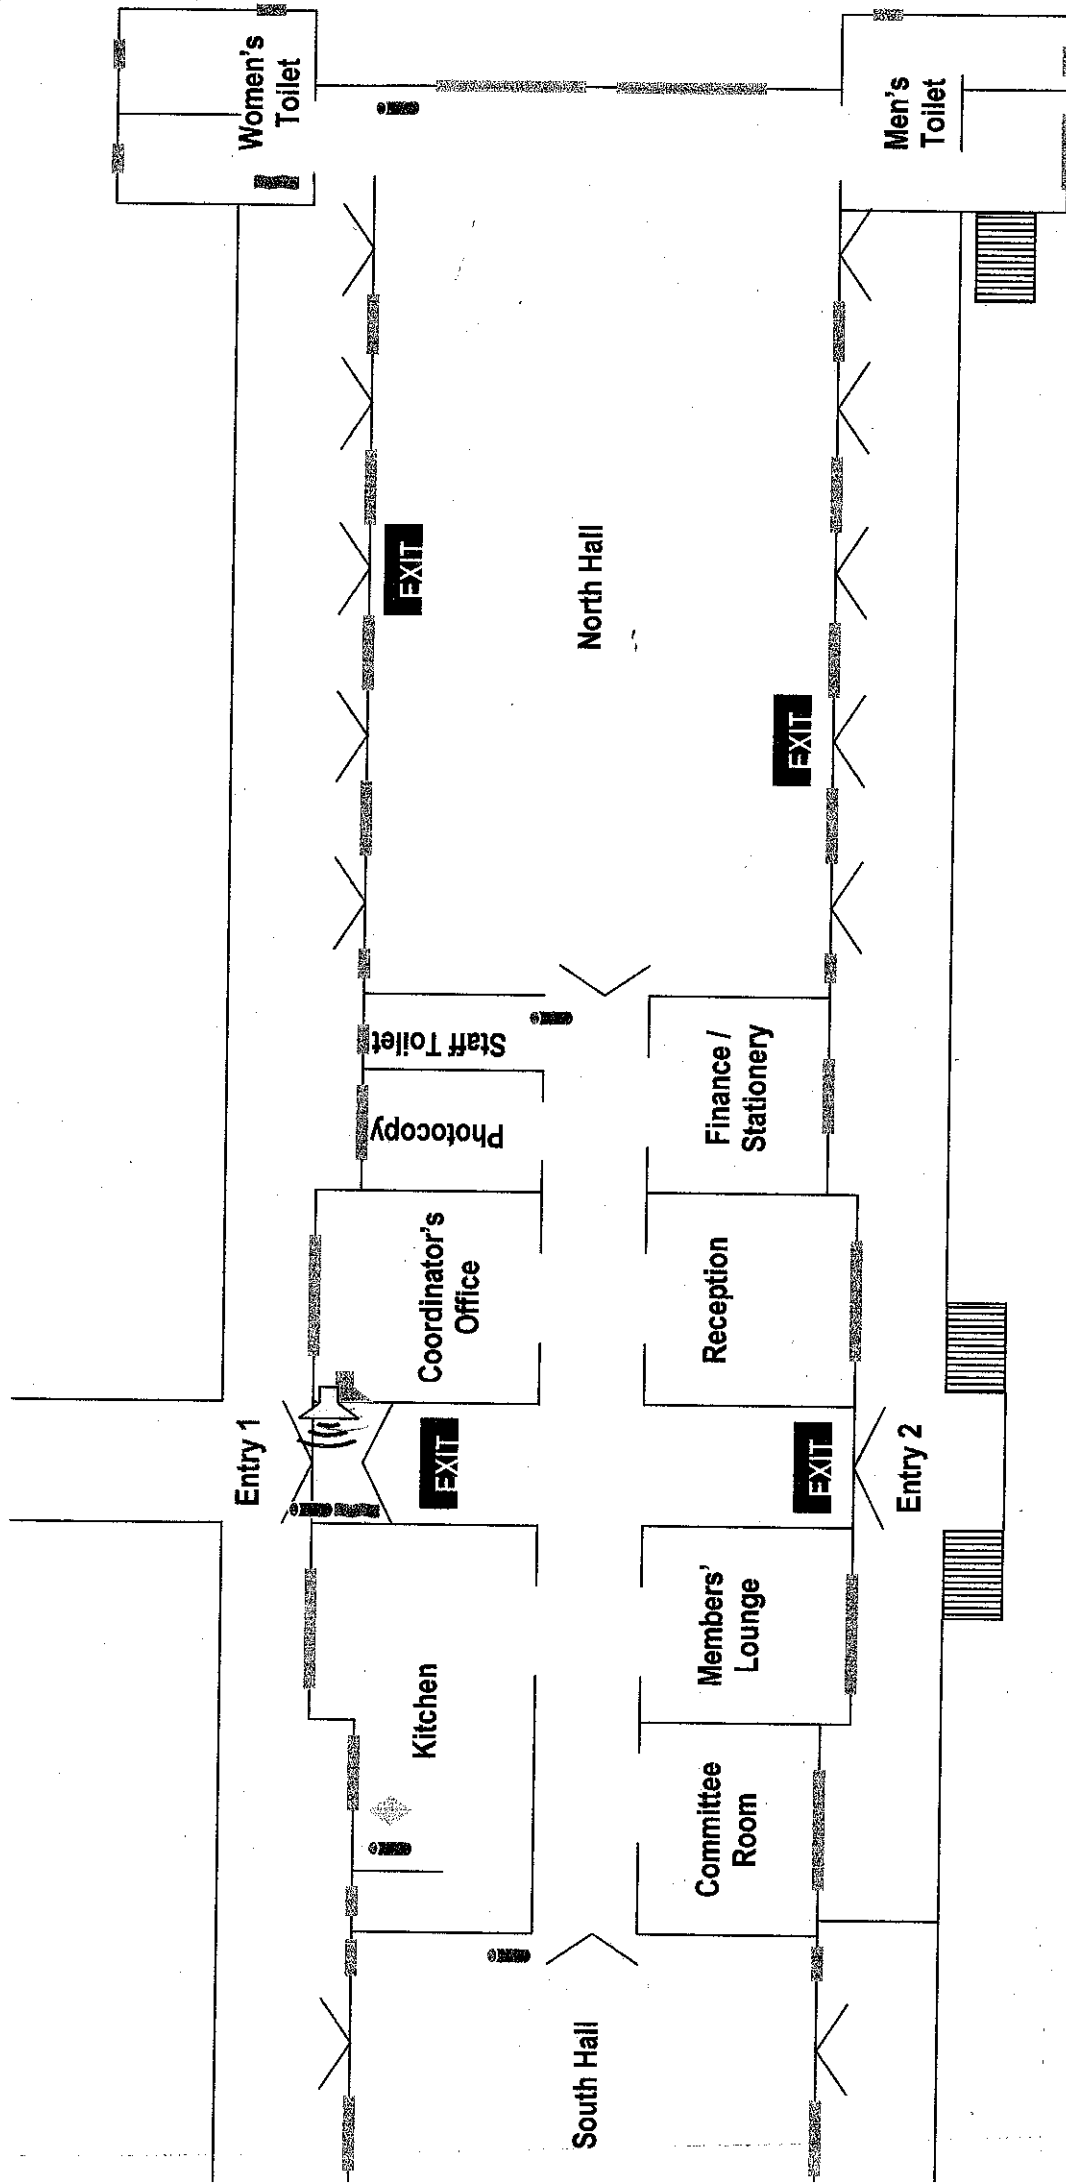 Women's
Toilet
Men's
Toilet
EXIT
North Hall
EXIT
Staff Toilet
Photocopy
Finance /
Stationery
Coordinator's
Office
Reception
Entry 1
EXIT
EXIT
Entry 2
Kitchen
Members'
Lounge
Committee
Room
South Hall